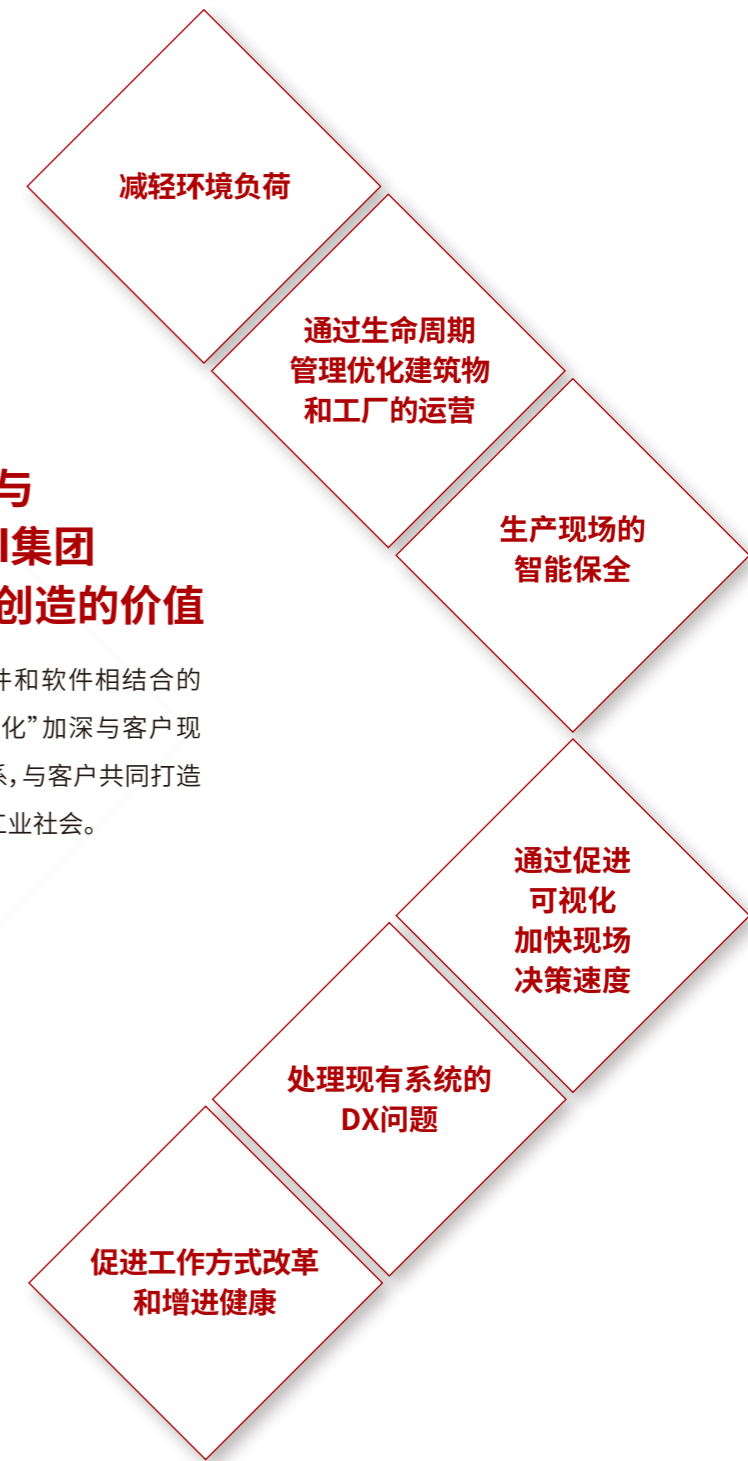 减轻环境负荷
通过生命周期
管理优化建筑物
和工厂的运营
生产现场的
智能保全
与
I集团
创造的价值
件和软件相结合的
化”加深与客户现
系，与客户共同打造
工业社会。
通过促进
可视化
加快现场
决策速度
处理现有系统的
DX问题
促进工作方式改革
和增进健康